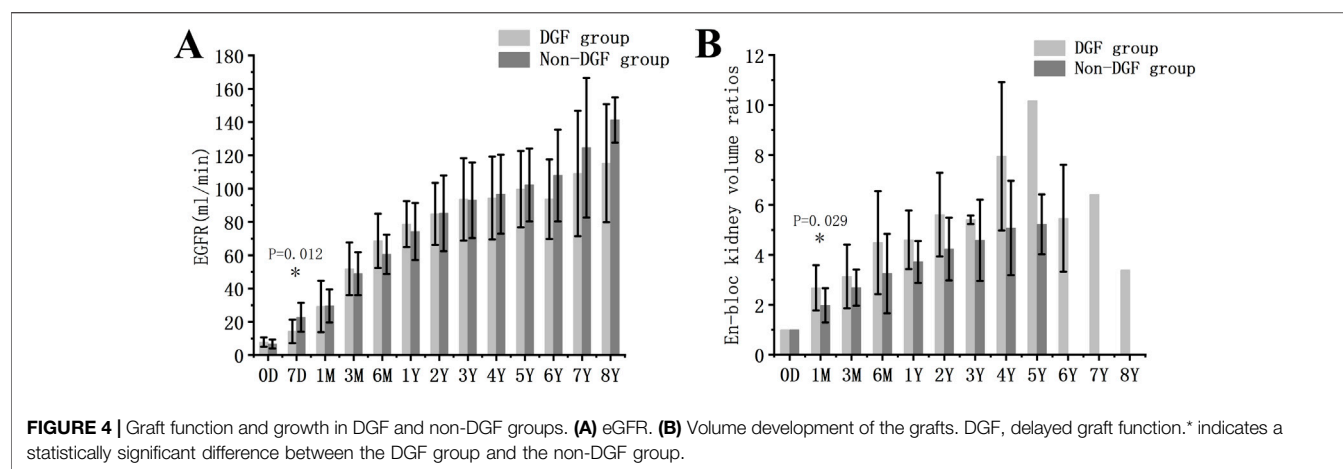 A
DGF group
Non-DGF group
EGFR(ml/min)
180
160
140
120
100
80
60
40
20
0
P=0.012
*
0D 7D 1M 3M 6M 1Y 2Y 3Y 4Y 5Y 6Y 7Y 8Y
B
DGF group
Non-DGF group
En-bloc kidney volume ratios
12
10
8
6
4
2
0
P=0.029
*
0D 1M 3M 6M 1Y 2Y 3Y 4Y 5Y 6Y 7Y 8Y
FIGURE 4 | Graft function and growth in DGF and non-DGF groups. (A) eGFR. (B) Volume development of the grafts. DGF, delayed graft function.* indicates a
statistically significant difference between the DGF group and the non-DGF group.